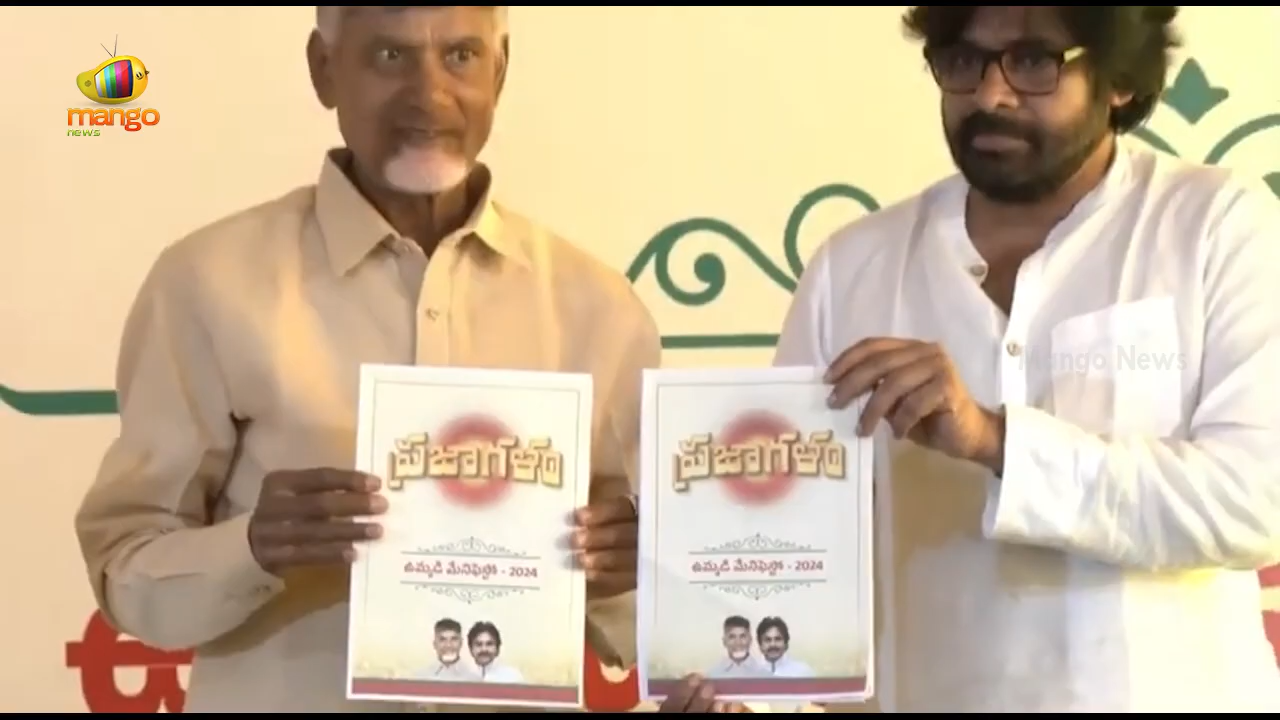 mango
news
Mango News
ప్రజాగళం
ఉమ్మడి మేనిఫెస్టో - 2024
ప్రజాగళం
ఉమ్మడి మేనిఫెస్టో - 2024